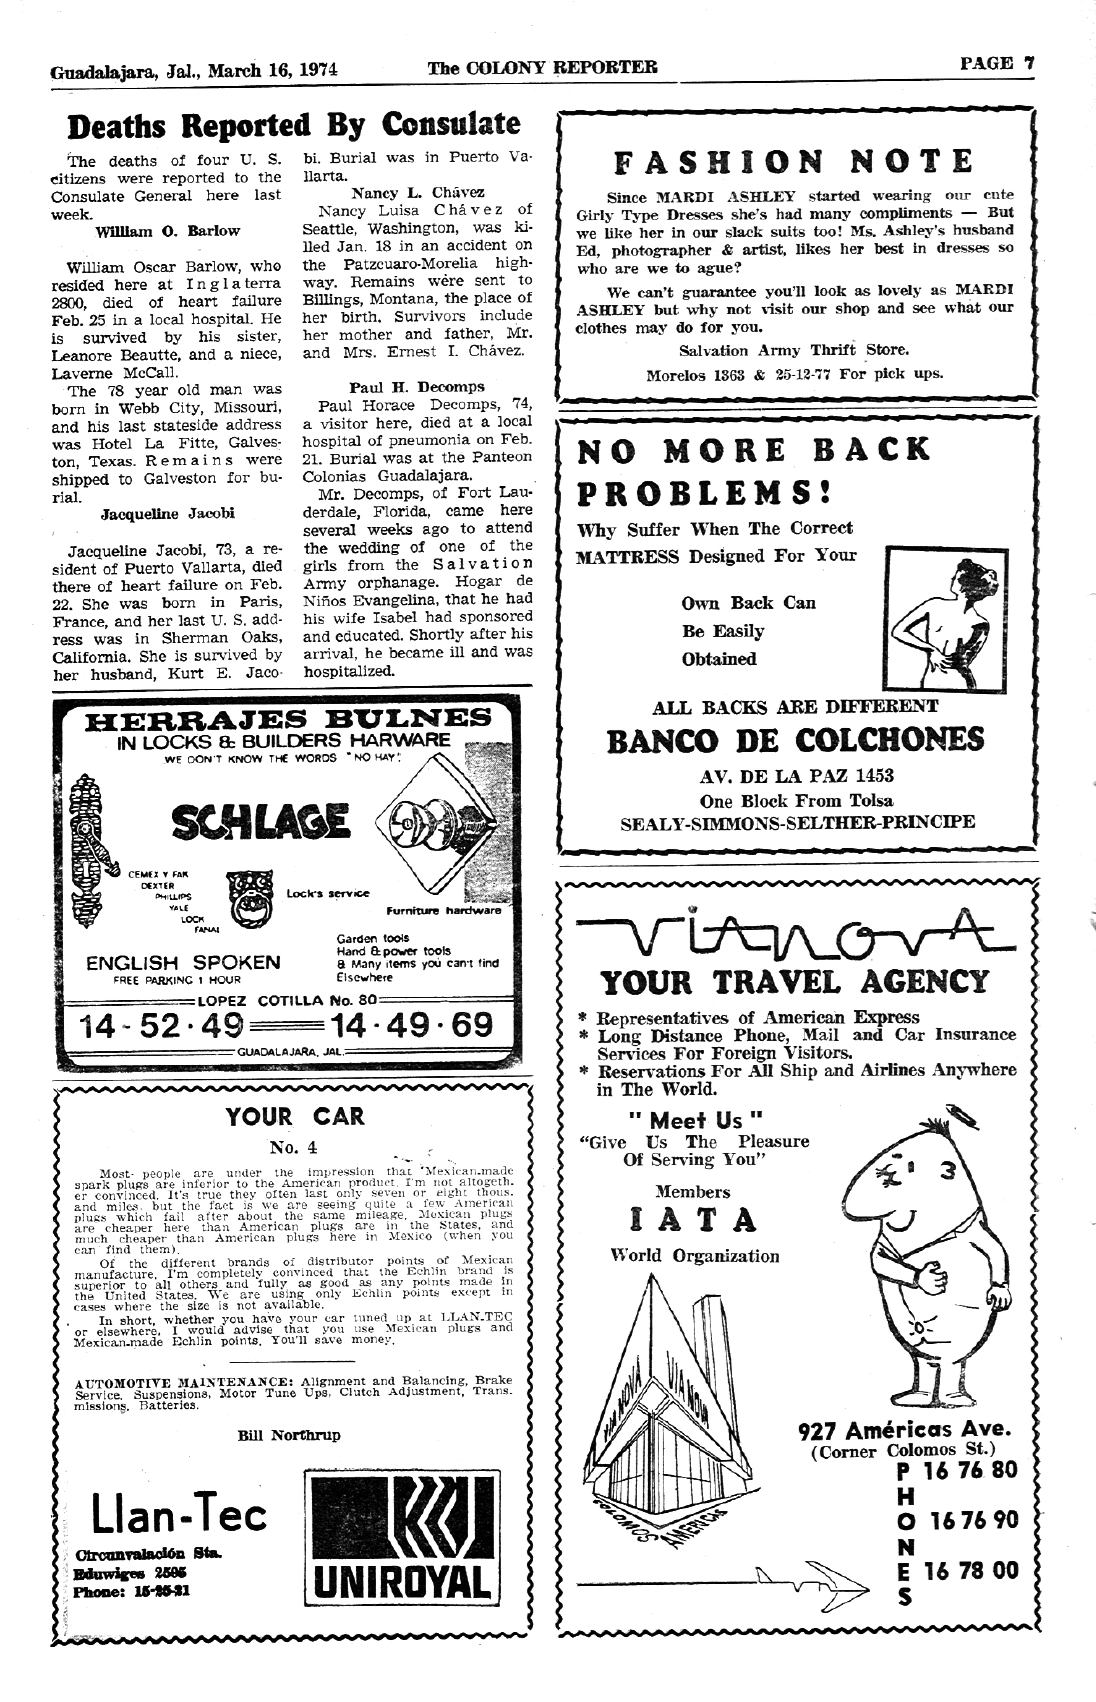 Guadalajara, Jal., March 16, 1974
The COLONY REPORTER
PAGE 7
Deaths Reported By Consulate
The deaths of four U. S.
citizens were reported to the
Consulate General here last
week.
William O. Barlow
William Oscar Barlow, who
resided here at Inglaterra
2800, died of heart failure
Feb. 25 in a local hospital. He
is survived by his sister,
Leanore Beautte, and a niece,
Laverne McCall.
The 78 year old man was
born in Webb City, Missouri,
and his last stateside address
was Hotel La Fitte, Galves-
ton, Texas. Remains were
shipped to Galveston for bu-
rial.
Jacqueline Jacobi
Jacqueline Jacobi, 73, a re-
sident of Puerto Vallarta, died
there of heart failure on Feb.
22. She was born in Paris,
France, and her last U. S. add-
ress was in Sherman Oaks,
California. She is survived by
her husband, Kurt E. Jaco-
bi. Burial was in Puerto Va-
llarta.
Nancy L. Chávez
Nancy Luisa Chávez of
Seattle, Washington, was ki-
lled Jan. 18 in an accident on
the Patzcuaro-Morelia high-
way. Remains were sent to
Billings, Montana, the place of
her birth. Survivors include
her mother and father, Mr.
and Mrs. Ernest I. Chávez.
Paul H. Decomps
Paul Horace Decomps, 74,
a visitor here, died at a local
hospital of pneumonia on Feb.
21. Burial was at the Panteon
Colonias Guadalajara.
Mr. Decomps, of Fort Lau-
derdale, Florida, came here
several weeks ago to attend
the wedding of one of the
girls from the Salvation
Army orphanage. Hogar de
Niños Evangelina, that he had
his wife Isabel had sponsored
and educated. Shortly after his
arrival, he became ill and was
hospitalized.
HERRAJES BULNES
IN LOCKS & BUILDERS HARWARE
WE DON'T KNOW THE WORDS "NO HAY".
SCHLAGE
CEMEX Y FAK
DEXTER
PHILLIPS
YALE
LOCK
FANAL
Lock's service
Furniture hardware
Garden tools
Hand & power tools
& Many items you can't find
Elsewhere
ENGLISH SPOKEN
FREE PARKING 1 HOUR
LOPEZ COTILLA No. 80
14-52·49 14·49·69
GUADALAJARA, JAL.
YOUR CAR
No. 4
Most- people are under the impression that Mexican-made
spark plugs are inferior to the American product. I'm not altogeth-
er convinced. It's true they often last only seven or eight thous-
and miles, but the fact is we are seeing quite a few American
plugs which fail after about the same mileage. Mexican plugs
are cheaper here than American plugs are in the States, and
much cheaper than American plugs here in Mexico (when you
can find them).
Of the different brands of distributor points of Mexican
manufacture, I'm completely convinced that the Echlin brand is
superior to all others and fully as good as any points made in
the United States. We are using only Echlin points except in
cases where the size is not available.
In short, whether you have your car tuned up at LLAN-TEC
or elsewhere, I would advise that you use Mexican plugs and
Mexican-made Echlin points. You'll save money.
AUTOMOTIVE MAINTENANCE: Alignment and Balancing, Brake
Service, Suspensions, Motor Tune Ups, Clutch Adjustment, Trans-
missions, Batteries.
Bill Northrup
Llan-Tec
Circunvalación Sta.
Eduwiges 2595
Phone: 15-25-21
UNIROYAL
FASHION NOTE
Since MARDI ASHLEY started wearing our cute
Girly Type Dresses she's had many compliments — But
we like her in our slack suits too! Ms. Ashley's husband
Ed, photographer & artist, likes her best in dresses so
who are we to ague?
We can't guarantee you'll look as lovely as MARDI
ASHLEY but why not visit our shop and see what our
clothes may do for you.
Salvation Army Thrift Store.
Morelos 1363 & 25-12-77 For pick ups.
NO MORE BACK
PROBLEMS!
Why Suffer When The Correct
MATTRESS Designed For Your
Own Back Can
Be Easily
Obtained
ALL BACKS ARE DIFFERENT
BANCO DE COLCHONES
AV. DE LA PAZ 1453
One Block From Tolsa
SEALY-SIMMONS-SELTHER-PRINCIPE
VIANOVA
YOUR TRAVEL AGENCY
* Representatives of American Express
* Long Distance Phone, Mail and Car Insurance
Services For Foreign Visitors.
* Reservations For All Ship and Airlines Anywhere
in The World.
"Meet Us"
"Give Us The Pleasure
Of Serving You"
Members
IATA
World Organization
VIA NOVA VIA NOVA
COLOMOS AMERICAS
927 Américas Ave.
(Corner Colomos St.)
PHONES
16 76 80
16 76 90
16 78 00